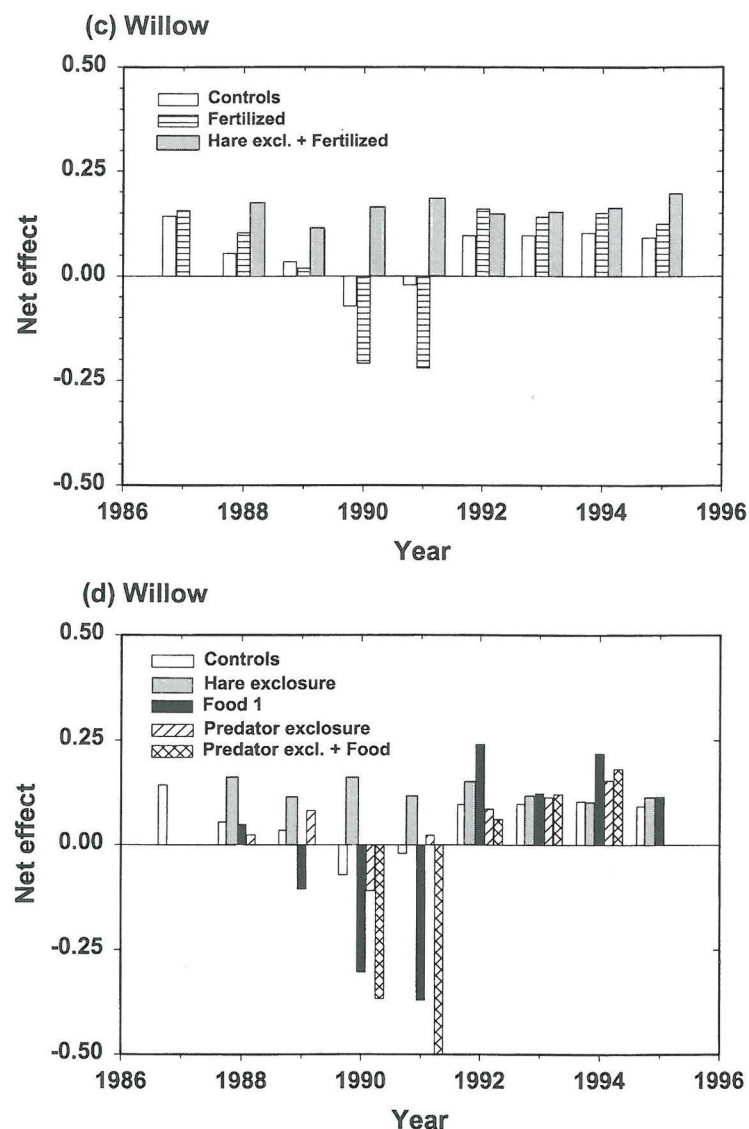 (c) Willow
0.50
Controls
Fertilized
Hare excl. + Fertilized
0.25
0.00
-0.25
-0.50
Net effect
1986 1988 1990 1992 1994 1996
Year
(d) Willow
0.50
Controls
Hare exclosure
Food 1
Predator exclosure
Predator excl. + Food
0.25
0.00
-0.25
-0.50
Net effect
1986 1988 1990 1992 1994 1996
Year